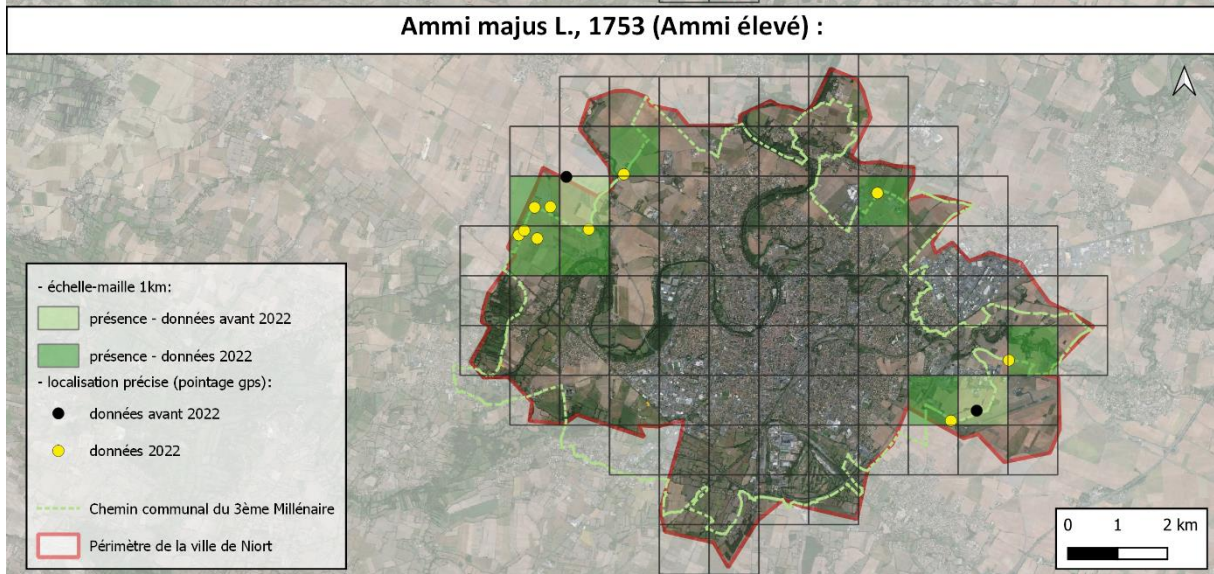 Ammi majus L., 1753 (Ammi élevé) :
- échelle-maille 1km:
présence - données avant 2022
présence - données 2022
- localisation précise (pointage gps):
données avant 2022
données 2022
Chemin communal du 3ème Millénaire
Périmètre de la ville de Niort
0 1 2 km